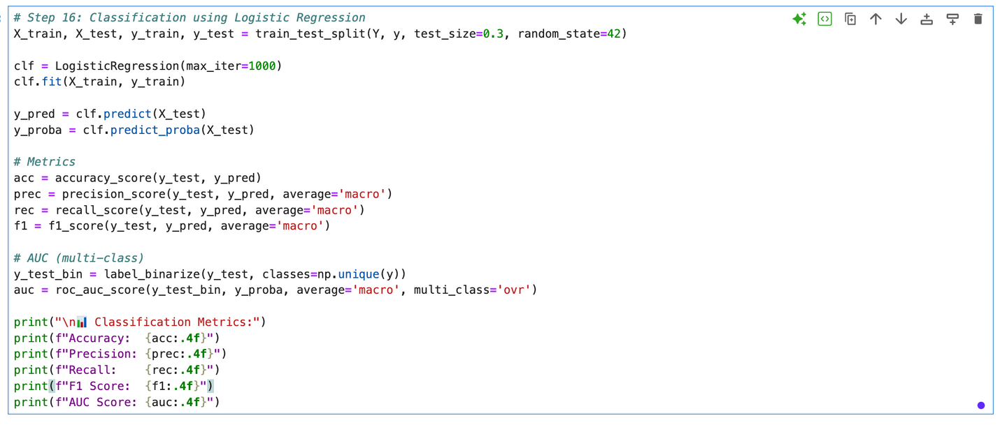 # Step 16: Classification using Logistic Regression
X_train, X_test, y_train, y_test = train_test_split(Y, y, test_size=0.3, random_state=42)
clf = LogisticRegression(max_iter=1000)
clf.fit(X_train, y_train)
y_pred = clf.predict(X_test)
y_proba = clf.predict_proba(X_test)
# Metrics
acc = accuracy_score(y_test, y_pred)
prec = precision_score(y_test, y_pred, average='macro')
rec = recall_score(y_test, y_pred, average='macro')
f1 = f1_score(y_test, y_pred, average='macro')
# AUC (multi-class)
y_test_bin = label_binarize(y_test, classes=np.unique(y))
auc = roc_auc_score(y_test_bin, y_proba, average='macro', multi_class='ovr')
print("\n📊 Classification Metrics:")
print(f"Accuracy:  {acc:.4f}")
print(f"Precision: {prec:.4f}")
print(f"Recall:    {rec:.4f}")
print(f"F1 Score:  {f1:.4f}")
print(f"AUC Score: {auc:.4f}")